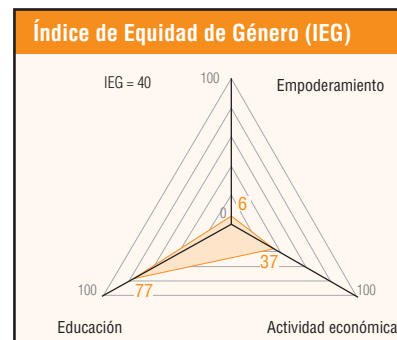 Índice de Equidad de Género (IEG)
IEG = 40
100
Empoderamiento
0
6
37
77
100
100
Educación
Actividad económica